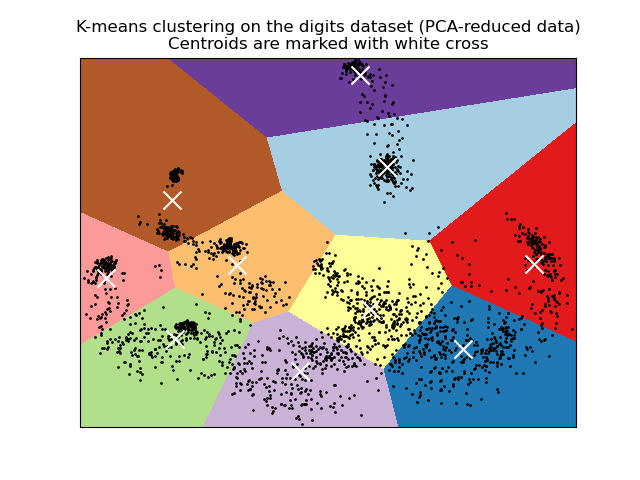 K-means clustering on the digits dataset (PCA-reduced data)
Centroids are marked with white cross